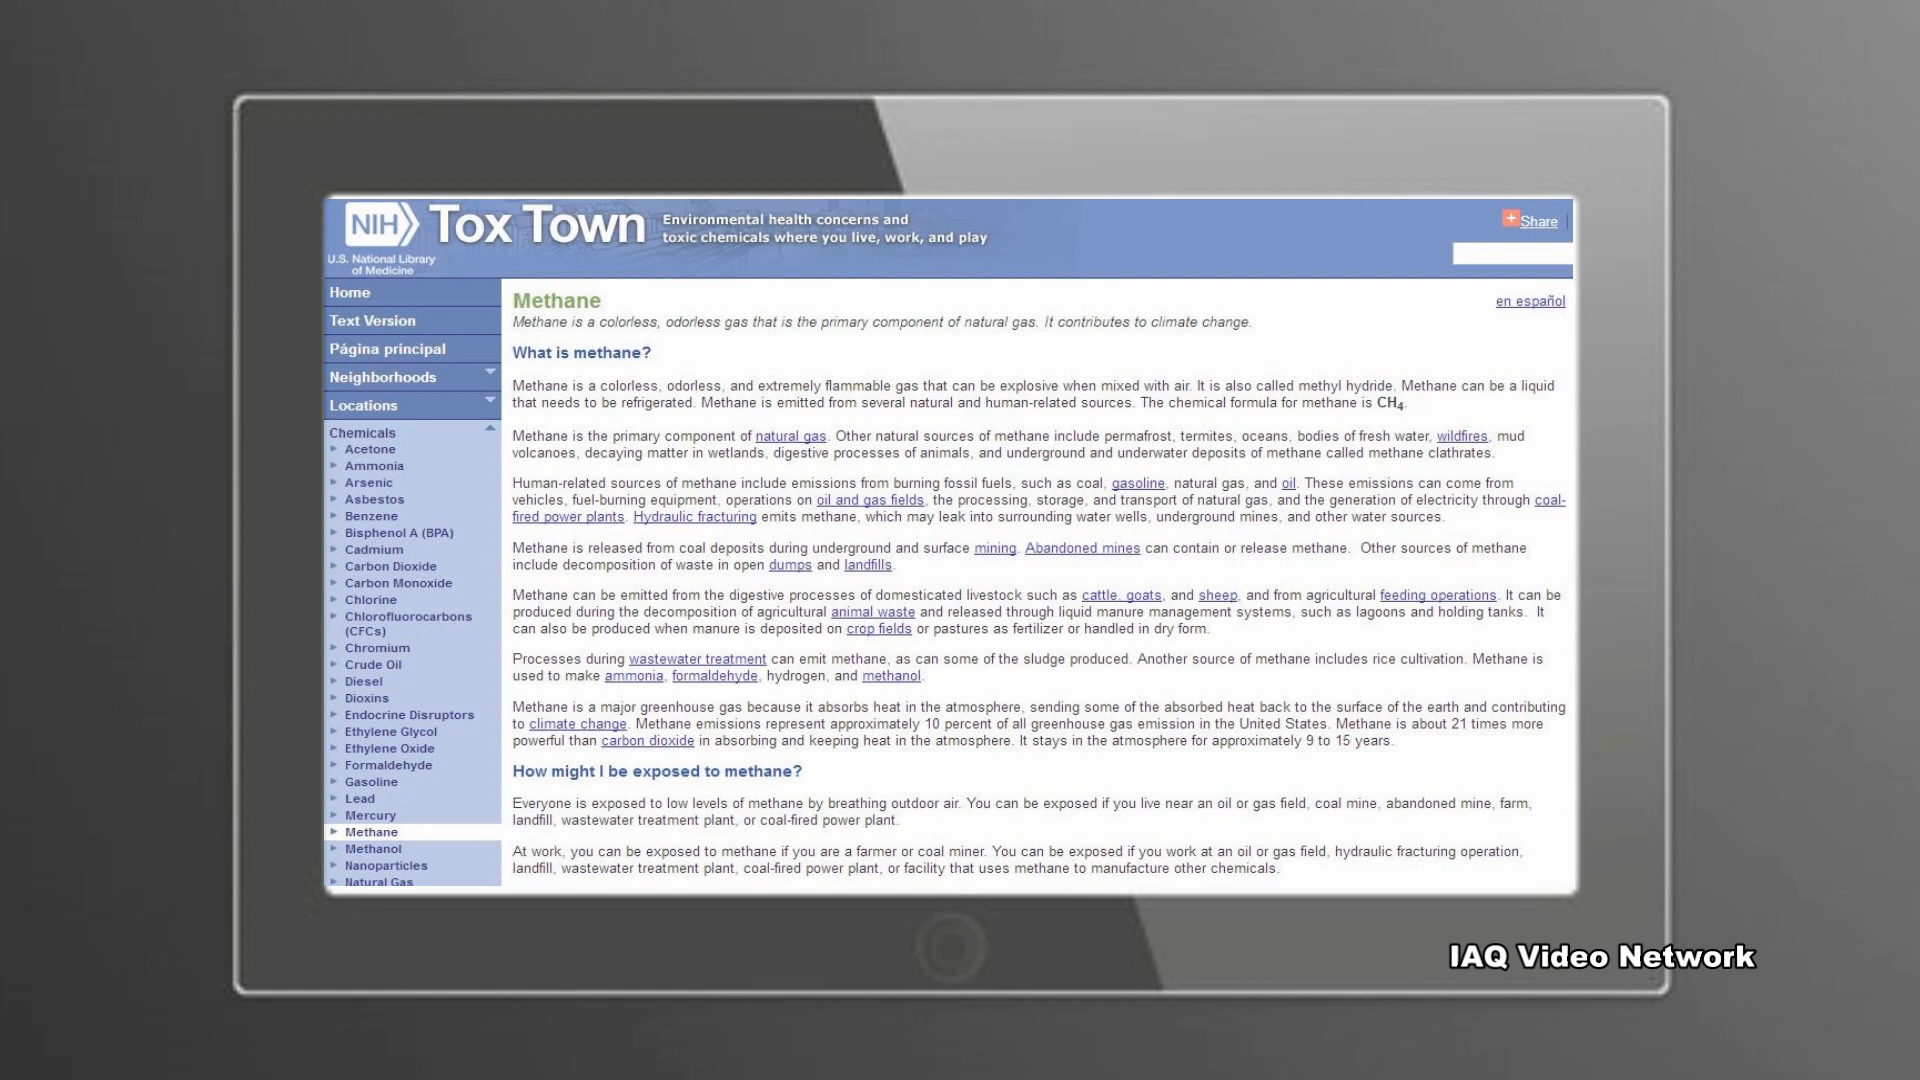 NIH Tox Town Environmental health concerns and
toxic chemicals where you live, work, and play
Share
U.S. National Library
of Medicine
Home
Text Version
Página principal
Neighborhoods
Locations
Chemicals
Acetone
Ammonia
Arsenic
Asbestos
Benzene
Bisphenol A (BPA)
Cadmium
Carbon Dioxide
Carbon Monoxide
Chlorine
Chlorofluorocarbons
(CFCs)
Chromium
Crude Oil
Diesel
Dioxins
Endocrine Disruptors
Ethylene Glycol
Ethylene Oxide
Formaldehyde
Gasoline
Lead
Mercury
Methane
Methanol
Nanoparticles
Natural Gas
Methane
en español
Methane is a colorless, odorless gas that is the primary component of natural gas. It contributes to climate change.
What is methane?
Methane is a colorless, odorless, and extremely flammable gas that can be explosive when mixed with air. It is also called methyl hydride. Methane can be a liquid
that needs to be refrigerated. Methane is emitted from several natural and human-related sources. The chemical formula for methane is CH4.
Methane is the primary component of natural gas. Other natural sources of methane include permafrost, termites, oceans, bodies of fresh water, wildfires, mud
volcanoes, decaying matter in wetlands, digestive processes of animals, and underground and underwater deposits of methane called methane clathrates.
Human-related sources of methane include emissions from burning fossil fuels, such as coal, gasoline, natural gas, and oil. These emissions can come from
vehicles, fuel-burning equipment, operations on oil and gas fields, the processing, storage, and transport of natural gas, and the generation of electricity through coal-
fired power plants. Hydraulic fracturing emits methane, which may leak into surrounding water wells, underground mines, and other water sources.
Methane is released from coal deposits during underground and surface mining. Abandoned mines can contain or release methane. Other sources of methane
include decomposition of waste in open dumps and landfills.
Methane can be emitted from the digestive processes of domesticated livestock such as cattle, goats, and sheep, and from agricultural feeding operations. It can be
produced during the decomposition of agricultural animal waste and released through liquid manure management systems, such as lagoons and holding tanks. It
can also be produced when manure is deposited on crop fields or pastures as fertilizer or handled in dry form.
Processes during wastewater treatment can emit methane, as can some of the sludge produced. Another source of methane includes rice cultivation. Methane is
used to make ammonia, formaldehyde, hydrogen, and methanol.
Methane is a major greenhouse gas because it absorbs heat in the atmosphere, sending some of the absorbed heat back to the surface of the earth and contributing
to climate change. Methane emissions represent approximately 10 percent of all greenhouse gas emission in the United States. Methane is about 21 times more
powerful than carbon dioxide in absorbing and keeping heat in the atmosphere. It stays in the atmosphere for approximately 9 to 15 years.
How might I be exposed to methane?
Everyone is exposed to low levels of methane by breathing outdoor air. You can be exposed if you live near an oil or gas field, coal mine, abandoned mine, farm,
landfill, wastewater treatment plant, or coal-fired power plant.
At work, you can be exposed to methane if you are a farmer or coal miner. You can be exposed if you work at an oil or gas field, hydraulic fracturing operation,
landfill, wastewater treatment plant, coal-fired power plant, or facility that uses methane to manufacture other chemicals.
IAQ Video Network